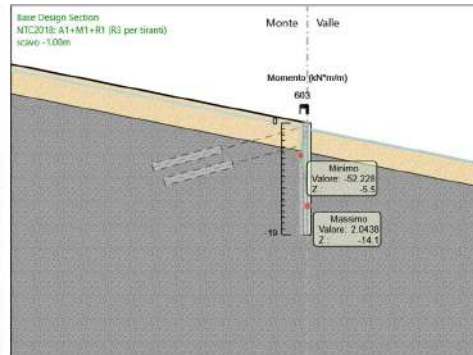 Base Design Section
NTC2018: A1+M1+R1 (R3 per tiranti)
scavo -1.00m
Monte Valle
Momento (kN*m/m)
603
0
Minimo
Valore: -52.228
Z -5.5
Massimo
Valore: 2.0438
Z -14.1
19